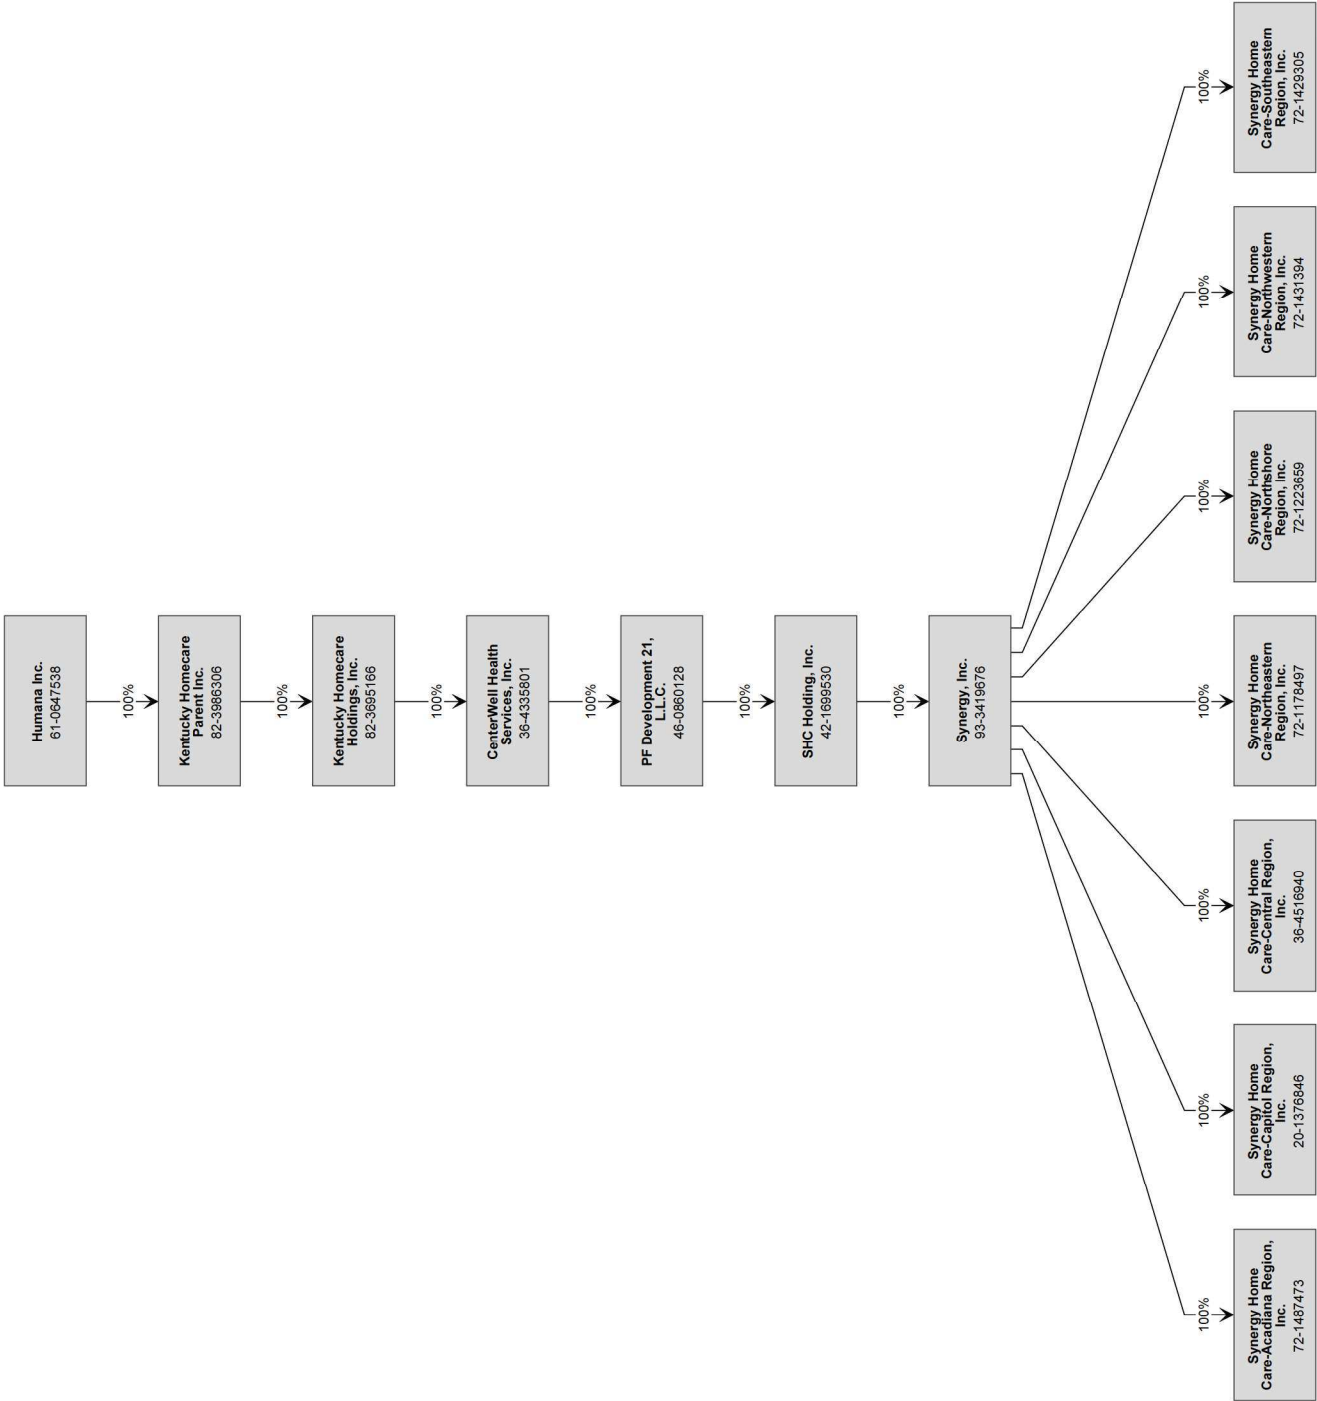 Humana Inc.
61-0647538
100%
Kentucky Homecare
Parent Inc.
82-3986306
100%
Kentucky Homecare
Holdings, Inc.
82-3695166
100%
CenterWell Health
Services, Inc.
36-4335801
100%
PF Development 21,
L.L.C.
46-0860128
100%
SHC Holding, Inc.
42-1699530
100%
Synergy, Inc.
93-3419676
100%
100%
100%
100%
100%
100%
100%
Synergy Home
Care-Acadiana Region,
Inc.
72-1487473
Synergy Home
Care-Capitol Region,
Inc.
20-1376846
Synergy Home
Care-Central Region,
Inc.
36-4516940
Synergy Home
Care-Northeastern
Region, Inc.
72-1178497
Synergy Home
Care-Northshore
Region, Inc.
72-1223659
Synergy Home
Care-Northwestern
Region, Inc.
72-1431394
Synergy Home
Care-Southeastern
Region, Inc.
72-1429305